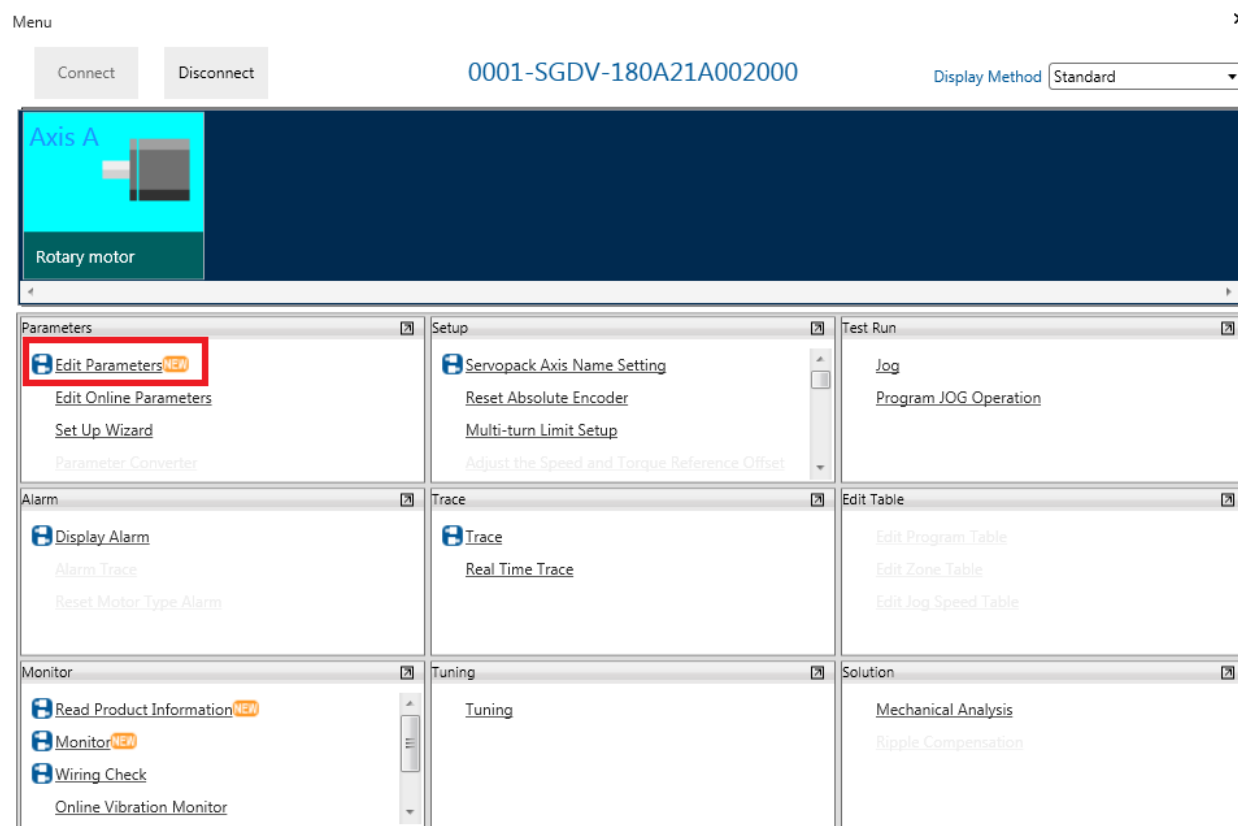 Menu
Connect
Disconnect
0001-SGDV-180A21A002000
Display Method
Standard
Axis A
Rotary motor
Parameters
Edit Parameters NEW
Edit Online Parameters
Set Up Wizard
Parameter Converter
Setup
Servopack Axis Name Setting
Reset Absolute Encoder
Multi-turn Limit Setup
Adjust the Speed and Torque Reference Offset
Test Run
Jog
Program JOG Operation
Alarm
Display Alarm
Alarm Trace
Reset Motor Type Alarm
Trace
Trace
Real Time Trace
Edit Table
Edit Program Table
Edit Zone Table
Edit Jog Speed Table
Monitor
Read Product Information NEW
Monitor NEW
Wiring Check
Online Vibration Monitor
Tuning
Tuning
Solution
Mechanical Analysis
Ripple Compensation